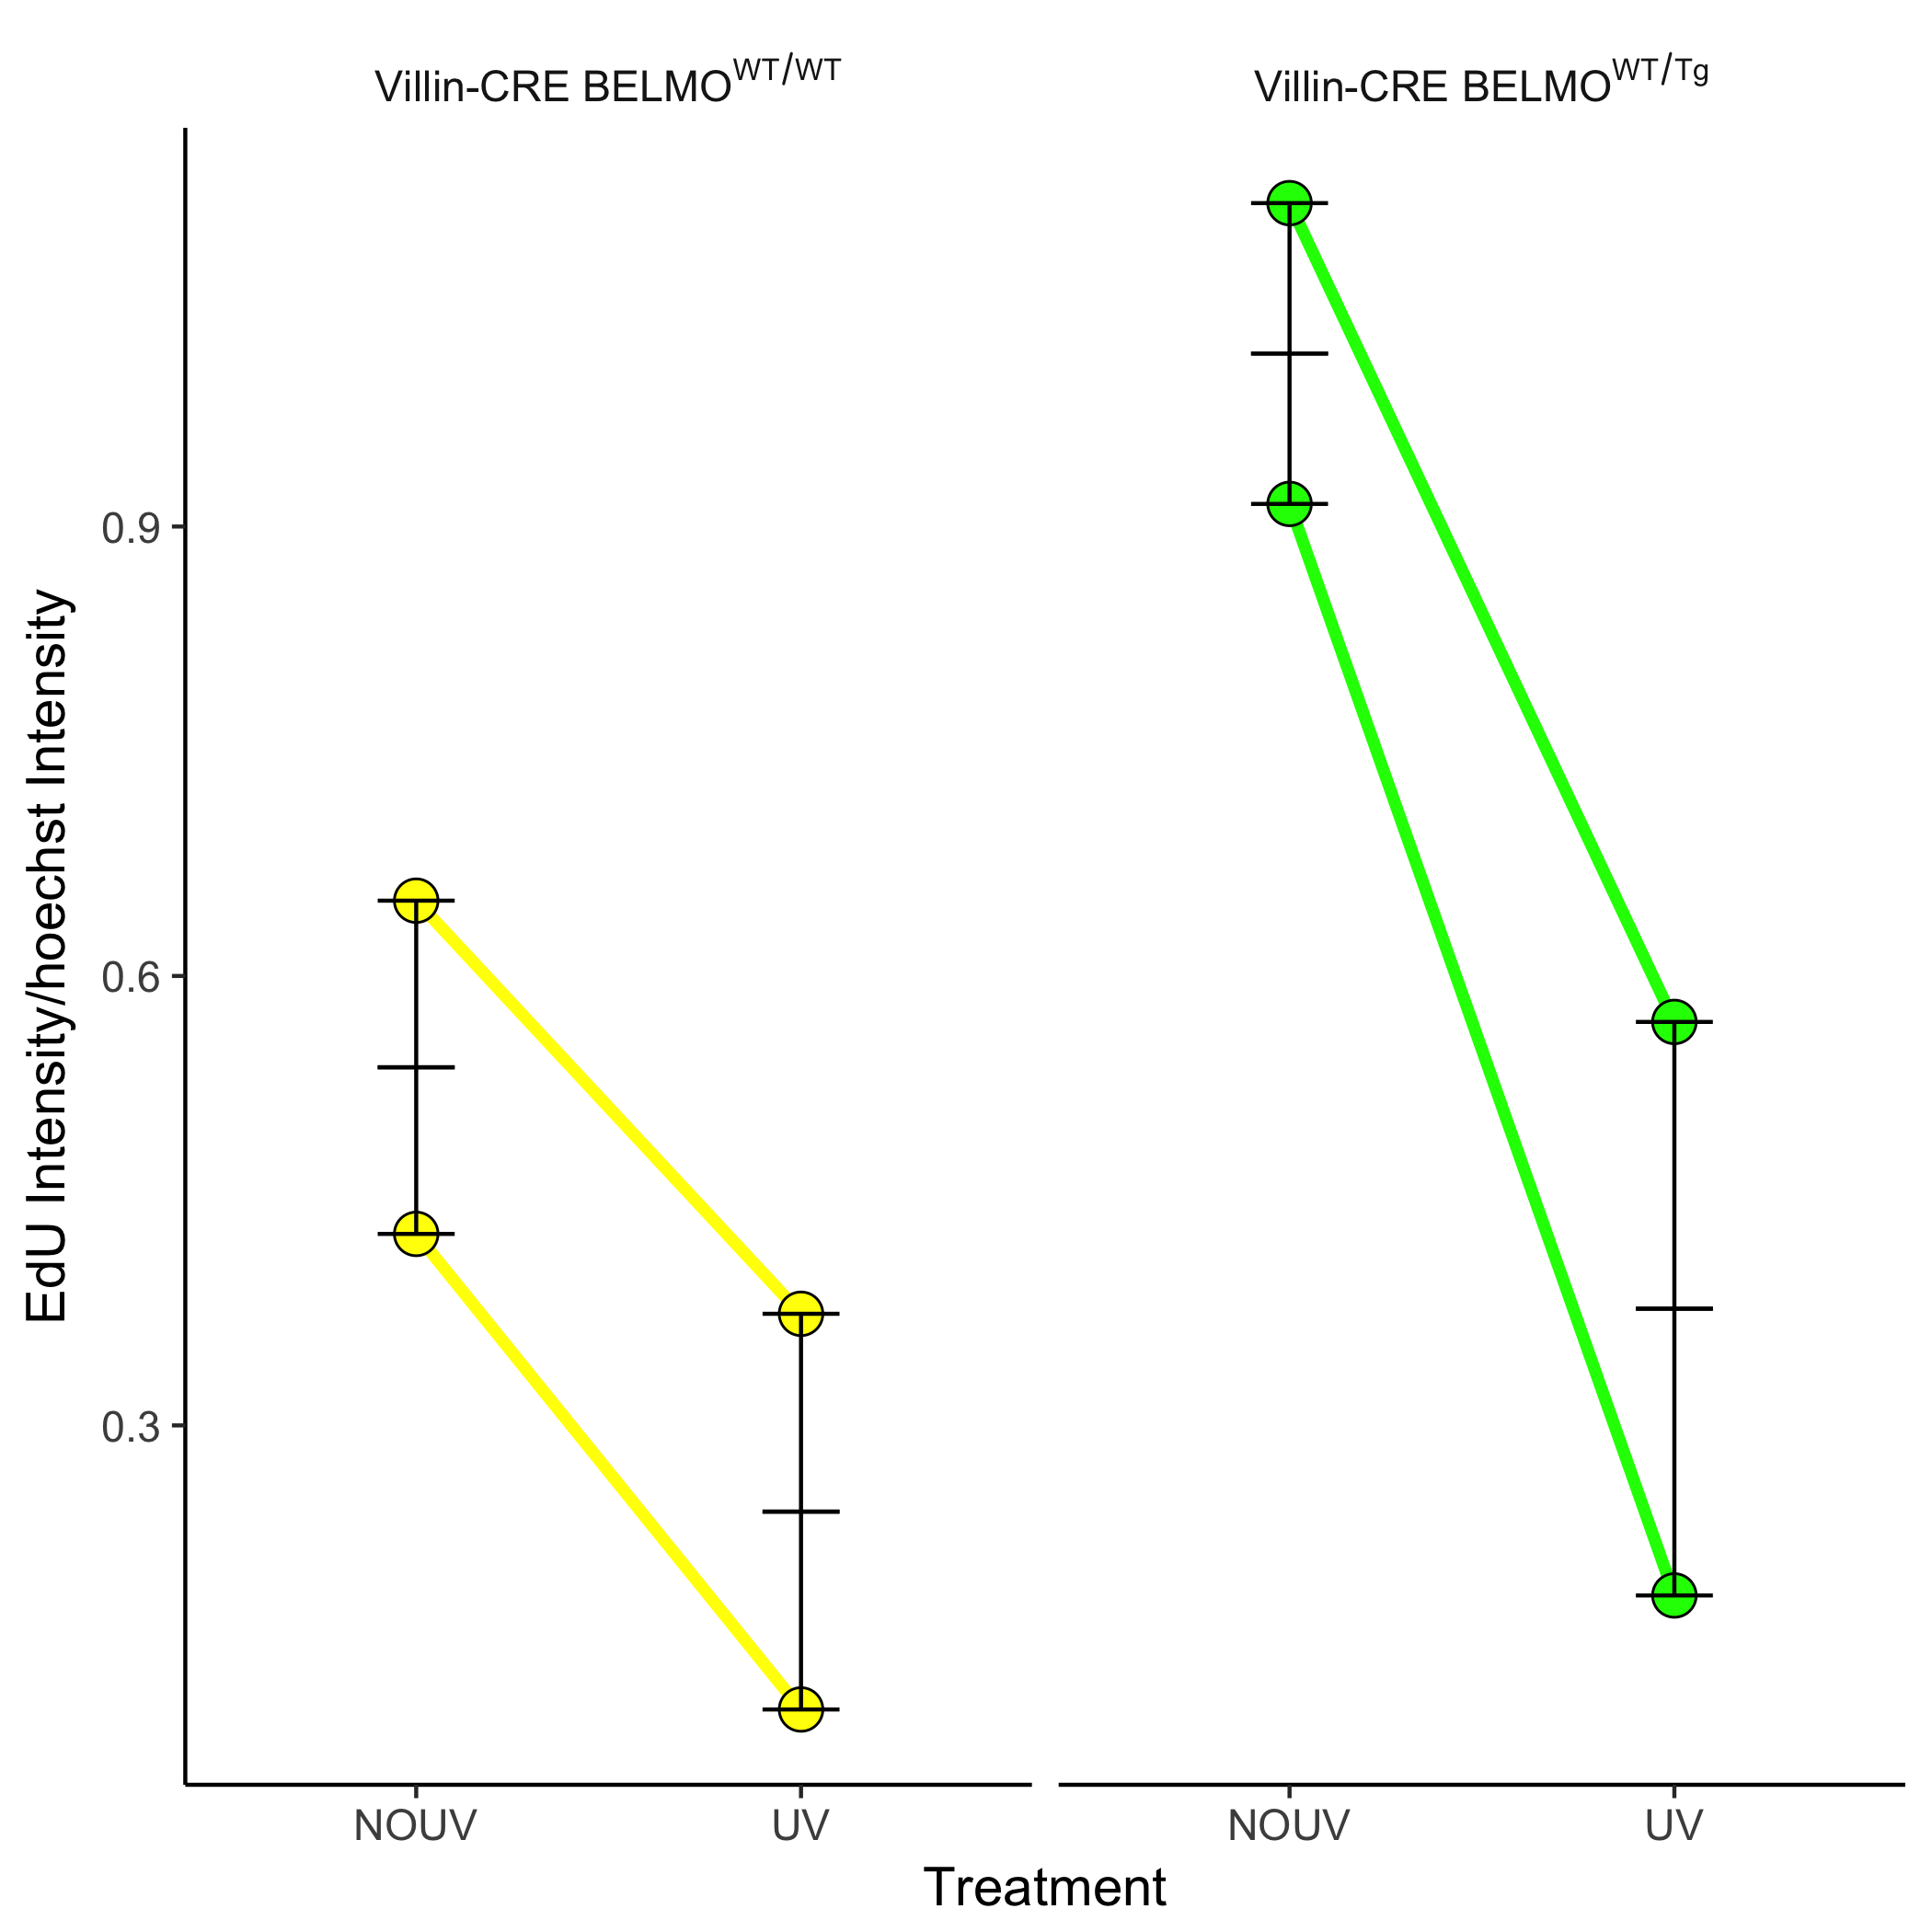 Villin-CRE BELMO^WT/WT
Villin-CRE BELMO^WT/Tg
EdU Intensity/hoechst Intensity
0.9
0.6
0.3
NOUV
UV
NOUV
UV
Treatment